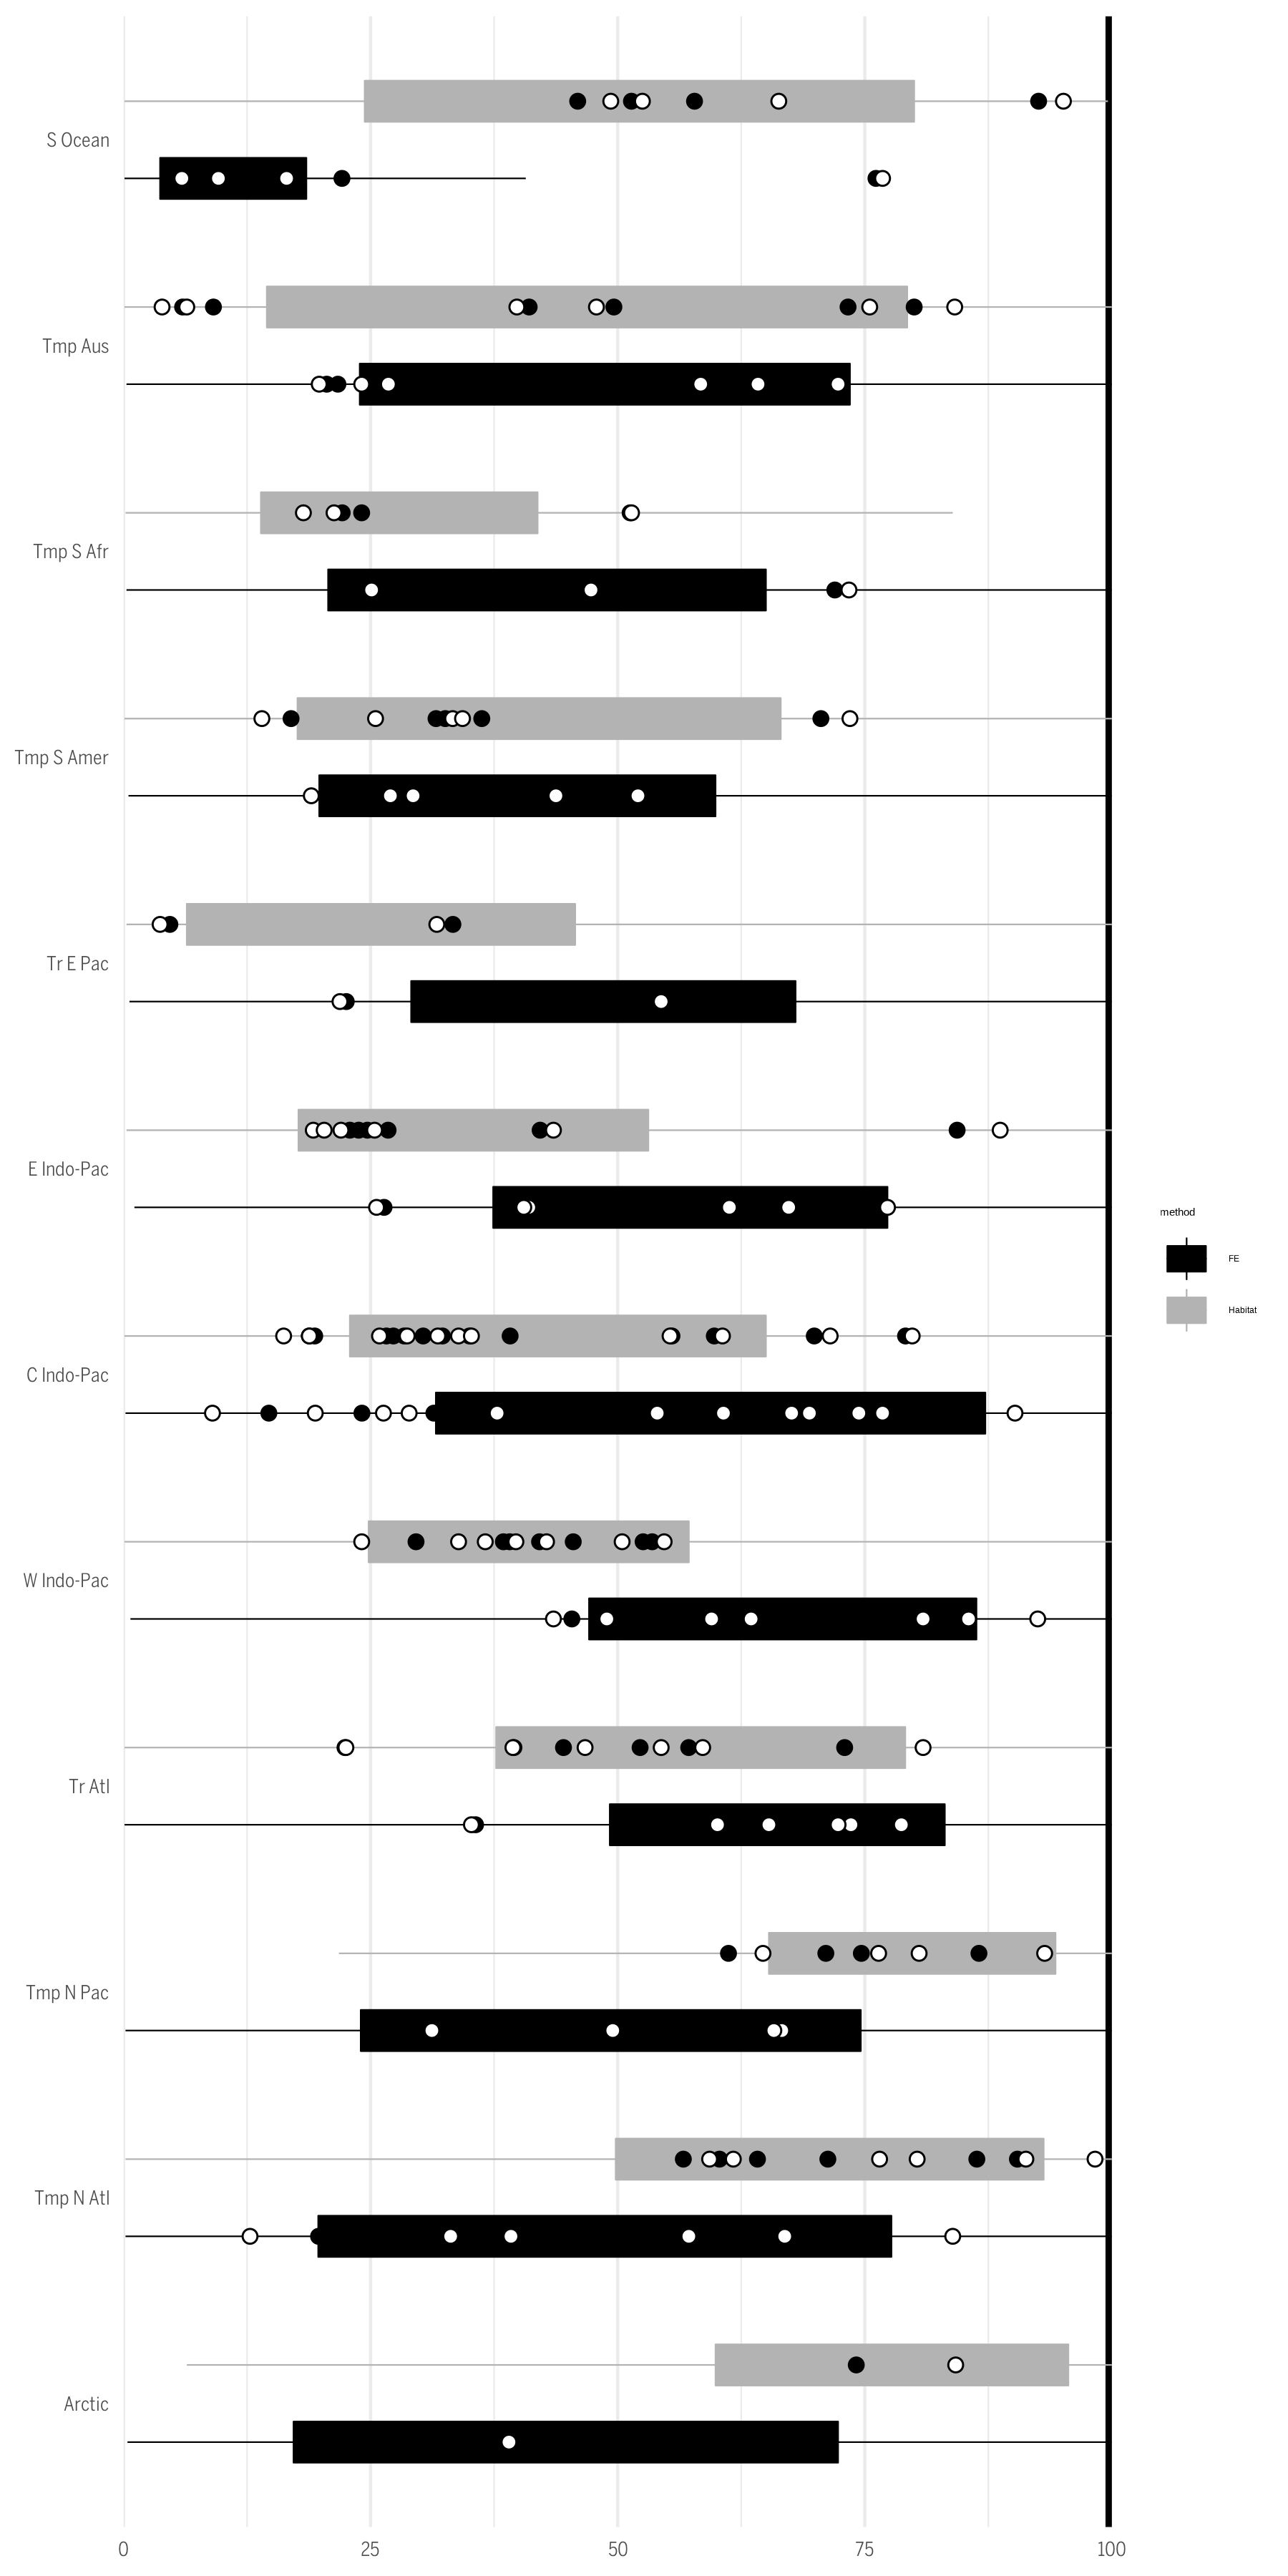 S Ocean
Tmp Aus
Tmp S Afr
Tmp S Amer
Tr E Pac
E Indo-Pac
method
FE
Habitat
C Indo-Pac
W Indo-Pac
Tr Atl
Tmp N Pac
Tmp N Atl
Arctic
0 25 50 75 100